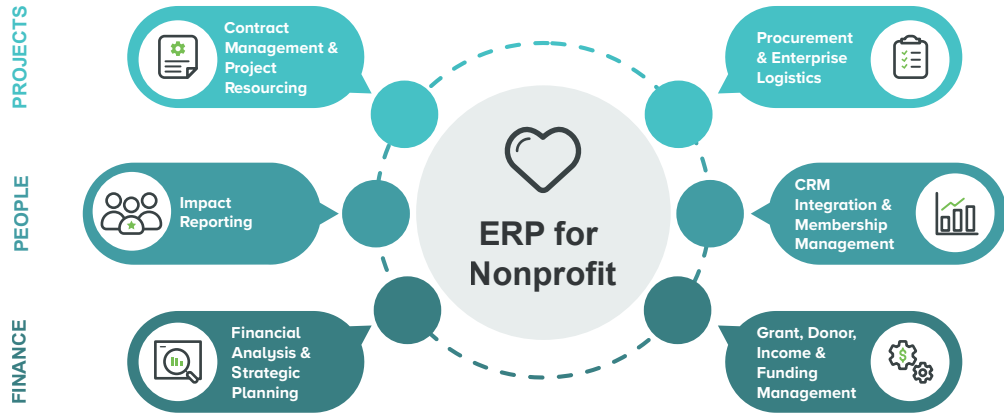 PROJECTS
Contract
Management &
Project
Resourcing
Procurement
& Enterprise
Logistics
PEOPLE
Impact
Reporting
ERP for
Nonprofit
CRM
Integration &
Membership
Management
FINANCE
Financial
Analysis &
Strategic
Planning
Grant, Donor,
Income &
Funding
Management
$